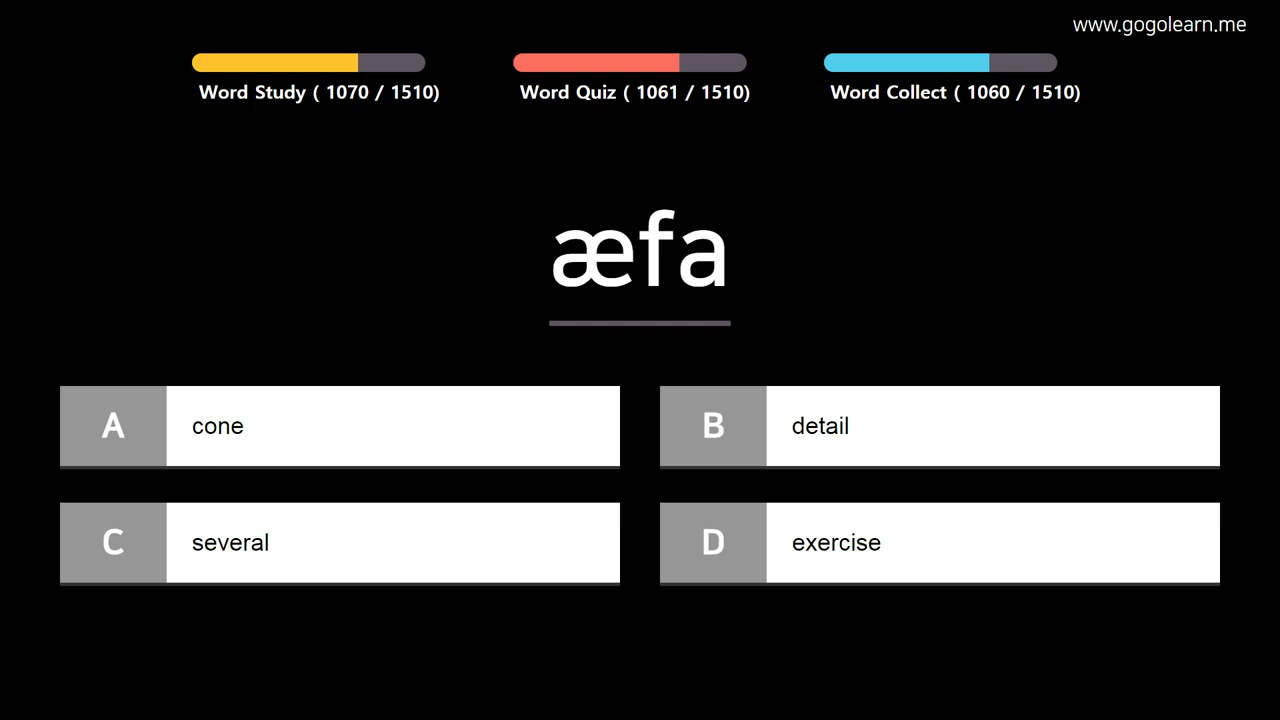 www.gogolearn.me
Word Study ( 1070 / 1510)
Word Quiz ( 1061 / 1510)
Word Collect ( 1060 / 1510)
æfa
A cone
B detail
C several
D exercise